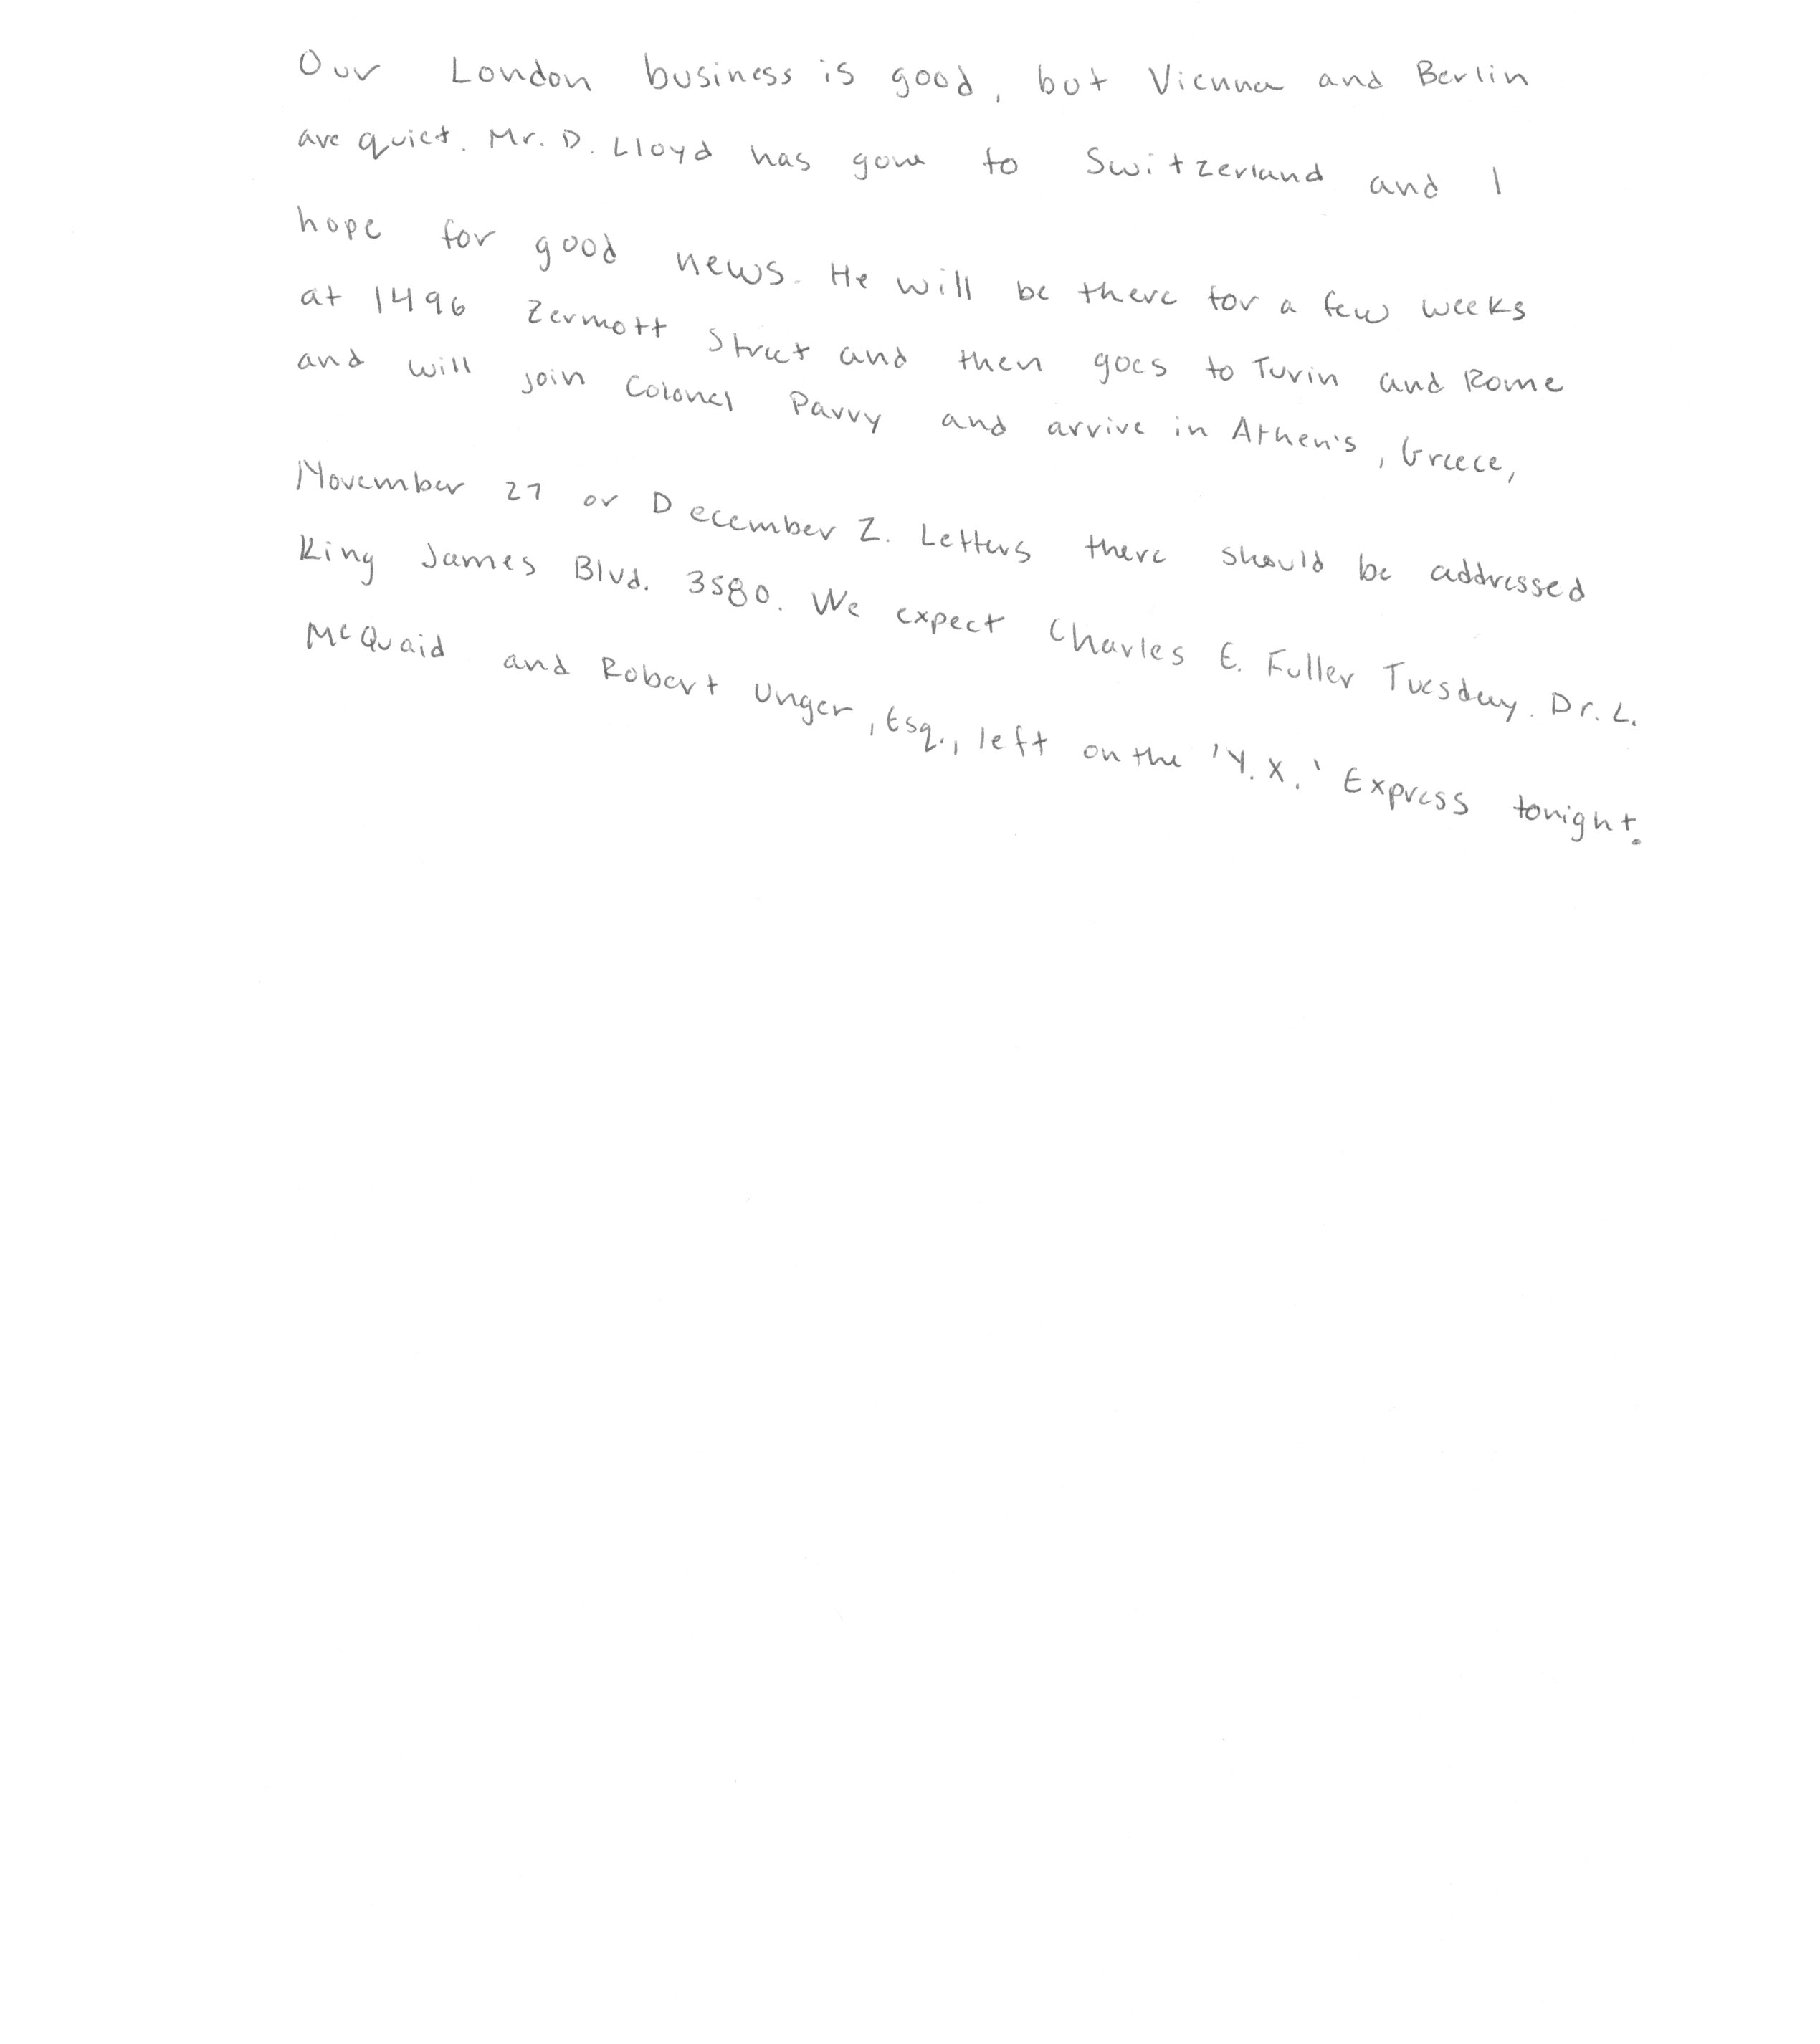 Our London business is good, but Vienna and Berlin
are quiet. Mr. D. Lloyd has gone to Switzerland and I
hope for good news. He will be there for a few weeks
at 1496 Zermott Street and then goes to Turin and Rome
and will join Colonel Parry and arrive in Athen's, Greece,
November 27 or December 2. Letters there should be addressed
King James Blvd. 3580. We expect Charles E. Fuller Tuesday. Dr. L.
McQuaid and Robert Unger, Esq., left on the 'Y.X.' Express tonight.